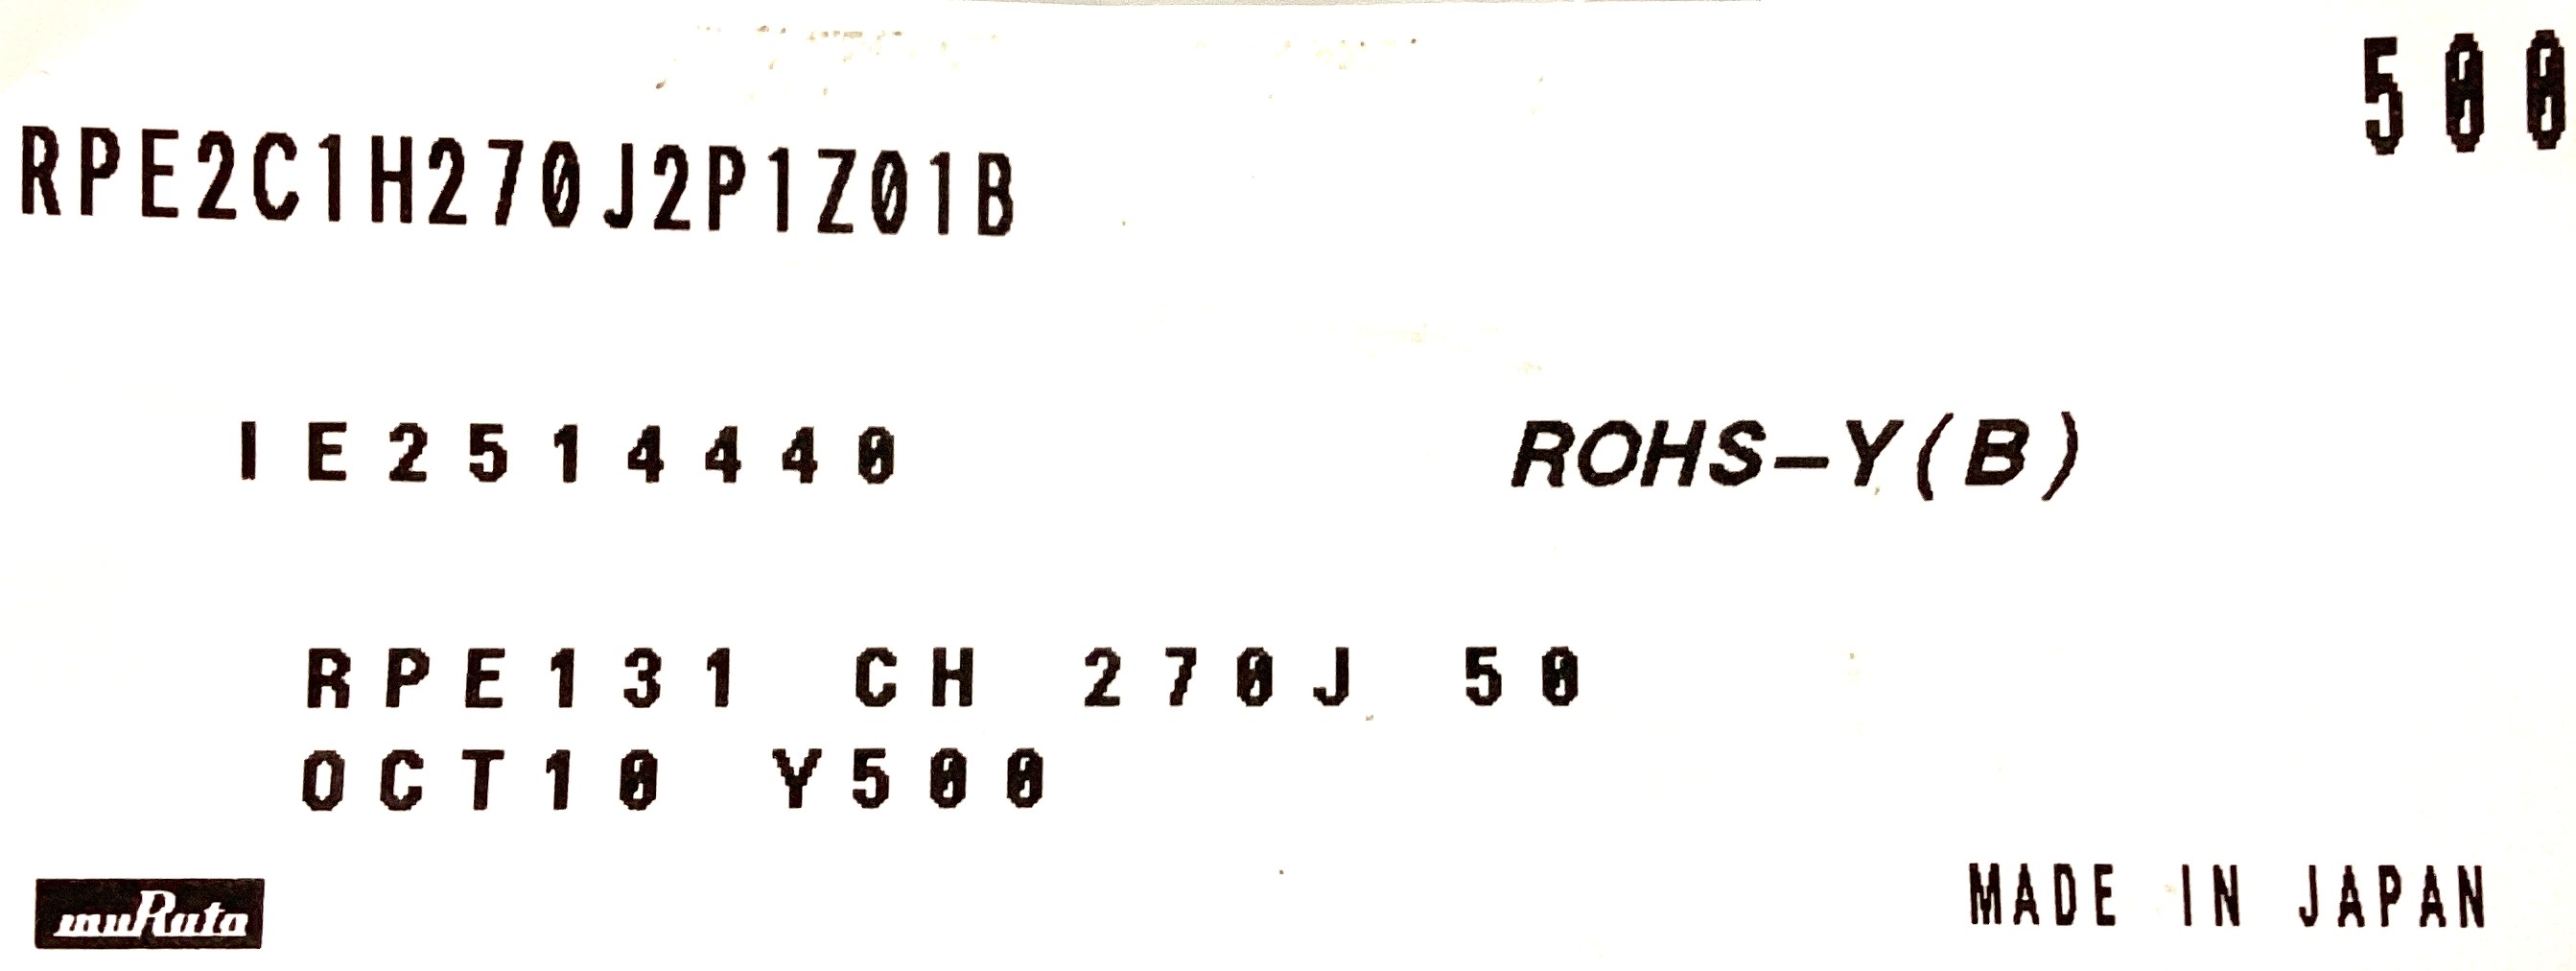 500
RPE2C1H270J2P1Z01B
IE2514440 ROHS-Y(B)
RPE131 CH 270J 50
OCT10 Y500
muRata
MADE IN JAPAN